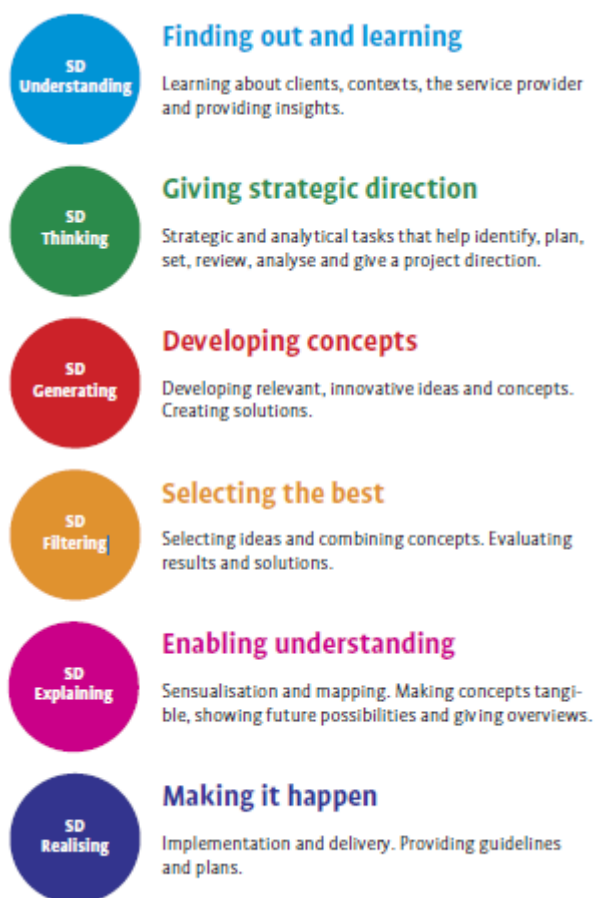 SD
Understanding
Finding out and learning
Learning about clients, contexts, the service provider
and providing insights.
SD
Thinking
Giving strategic direction
Strategic and analytical tasks that help identify, plan,
set, review, analyse and give a project direction.
SD
Generating
Developing concepts
Developing relevant, innovative ideas and concepts.
Creating solutions.
SD
Filtering
Selecting the best
Selecting ideas and combining concepts. Evaluating
results and solutions.
SD
Explaining
Enabling understanding
Sensualisation and mapping. Making concepts tangi-
ble, showing future possibilities and giving overviews.
SD
Realising
Making it happen
Implementation and delivery. Providing guidelines
and plans.